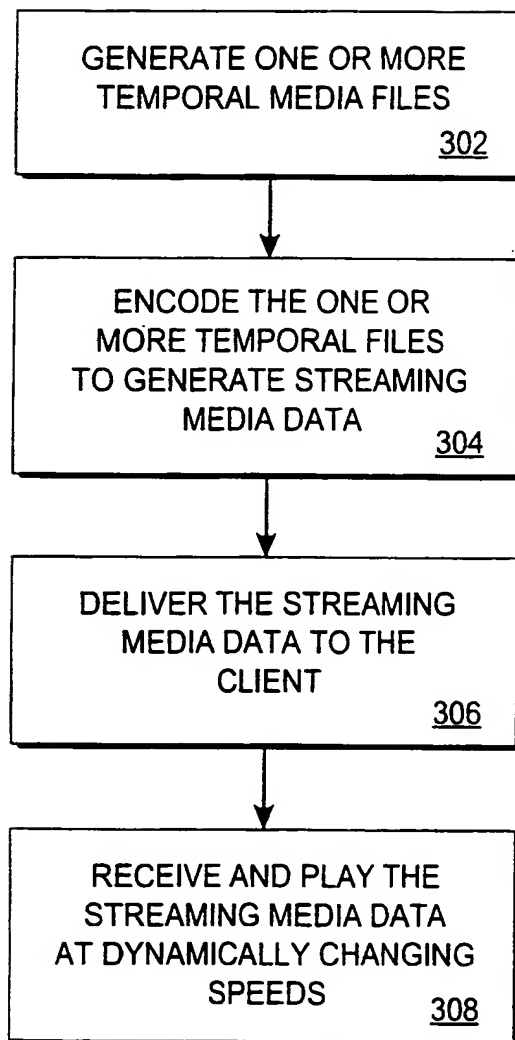 GENERATE ONE OR MORE
TEMPORAL MEDIA FILES
302
ENCODE THE ONE OR
MORE TEMPORAL FILES
TO GENERATE STREAMING
MEDIA DATA
304
DELIVER THE STREAMING
MEDIA DATA TO THE
CLIENT
306
RECEIVE AND PLAY THE
STREAMING MEDIA DATA
AT DYNAMICALLY CHANGING
SPEEDS
308